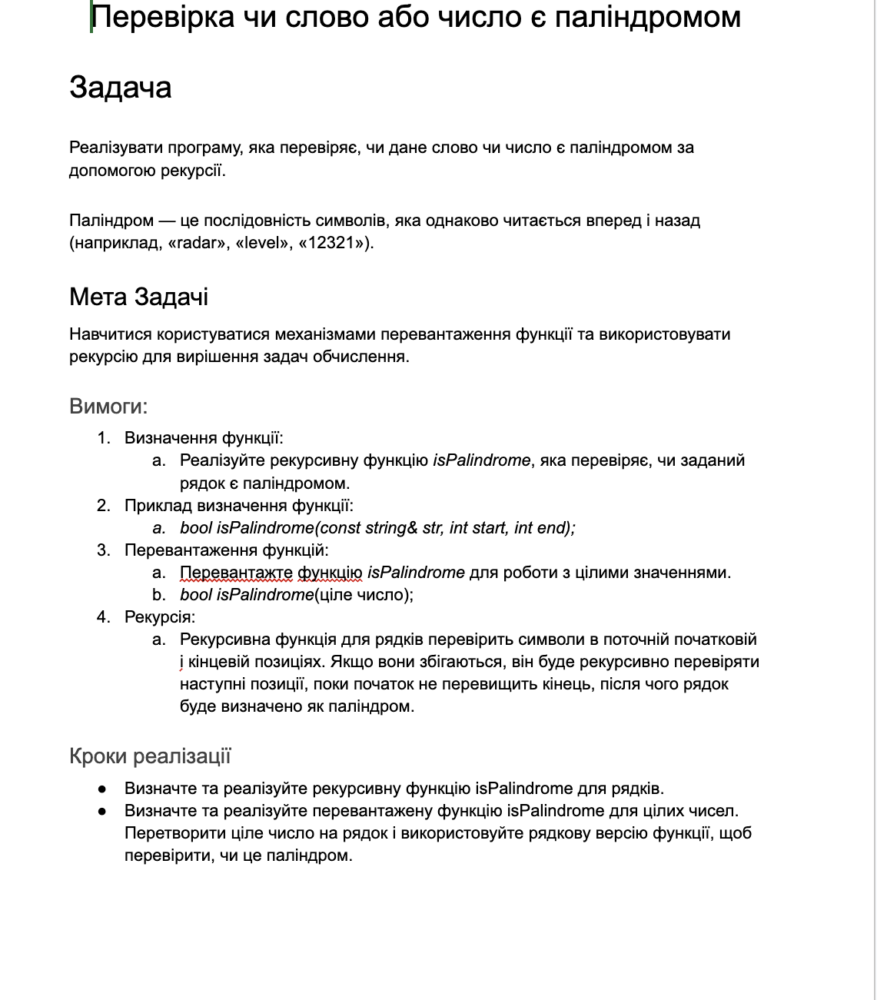 Перевірка чи слово або число є паліндромом
Задача
Реалізувати програму, яка перевіряє, чи дане слово чи число є паліндромом за
допомогою рекурсії.
Паліндром — це послідовність символів, яка однаково читається вперед і назад
(наприклад, «radar», «level», «12321»).
Мета Задачі
Навчитися користуватися механізмами перевантаження функції та використовувати
рекурсію для вирішення задач обчислення.
Вимоги:
1. Визначення функції:
a. Реалізуйте рекурсивну функцію isPalindrome, яка перевіряє, чи заданий
рядок є паліндромом.
2. Приклад визначення функції:
a. bool isPalindrome(const string& str, int start, int end);
3. Перевантаження функцій:
a. Перевантажте функцію isPalindrome для роботи з цілими значеннями.
b. bool isPalindrome(ціле число);
4. Рекурсія:
a. Рекурсивна функція для рядків перевірить символи в поточній початковій
і кінцевій позиціях. Якщо вони збігаються, він буде рекурсивно перевіряти
наступні позиції, поки початок не перевищить кінець, після чого рядок
буде визначено як паліндром.
Кроки реалізації
● Визначте та реалізуйте рекурсивну функцію isPalindrome для рядків.
● Визначте та реалізуйте перевантажену функцію isPalindrome для цілих чисел.
Перетворити ціле число на рядок і використовуйте рядкову версію функції, щоб
перевірити, чи це паліндром.